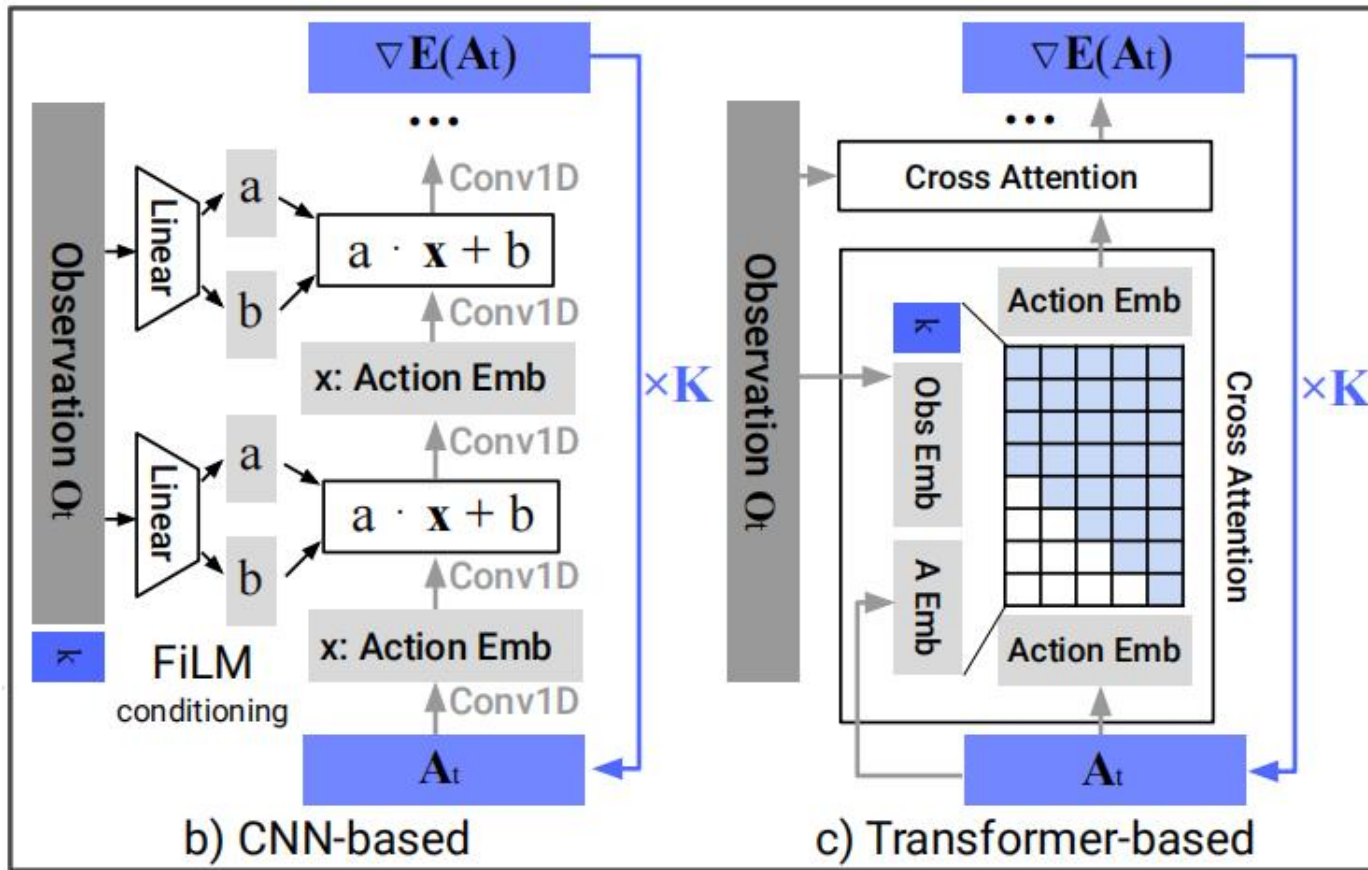 ∇E(At)
...
Conv1D
Observation Ot
Linear
a
b
a · x + b
Conv1D
x: Action Emb
Conv1D
Linear
a
b
a · x + b
Conv1D
x: Action Emb
Conv1D
k
FiLM
conditioning
At
×K
b) CNN-based
∇E(At)
...
Observation Ot
Cross Attention
Action Emb
k
Obs Emb
A Emb
Action Emb
Cross Attention
At
×K
c) Transformer-based